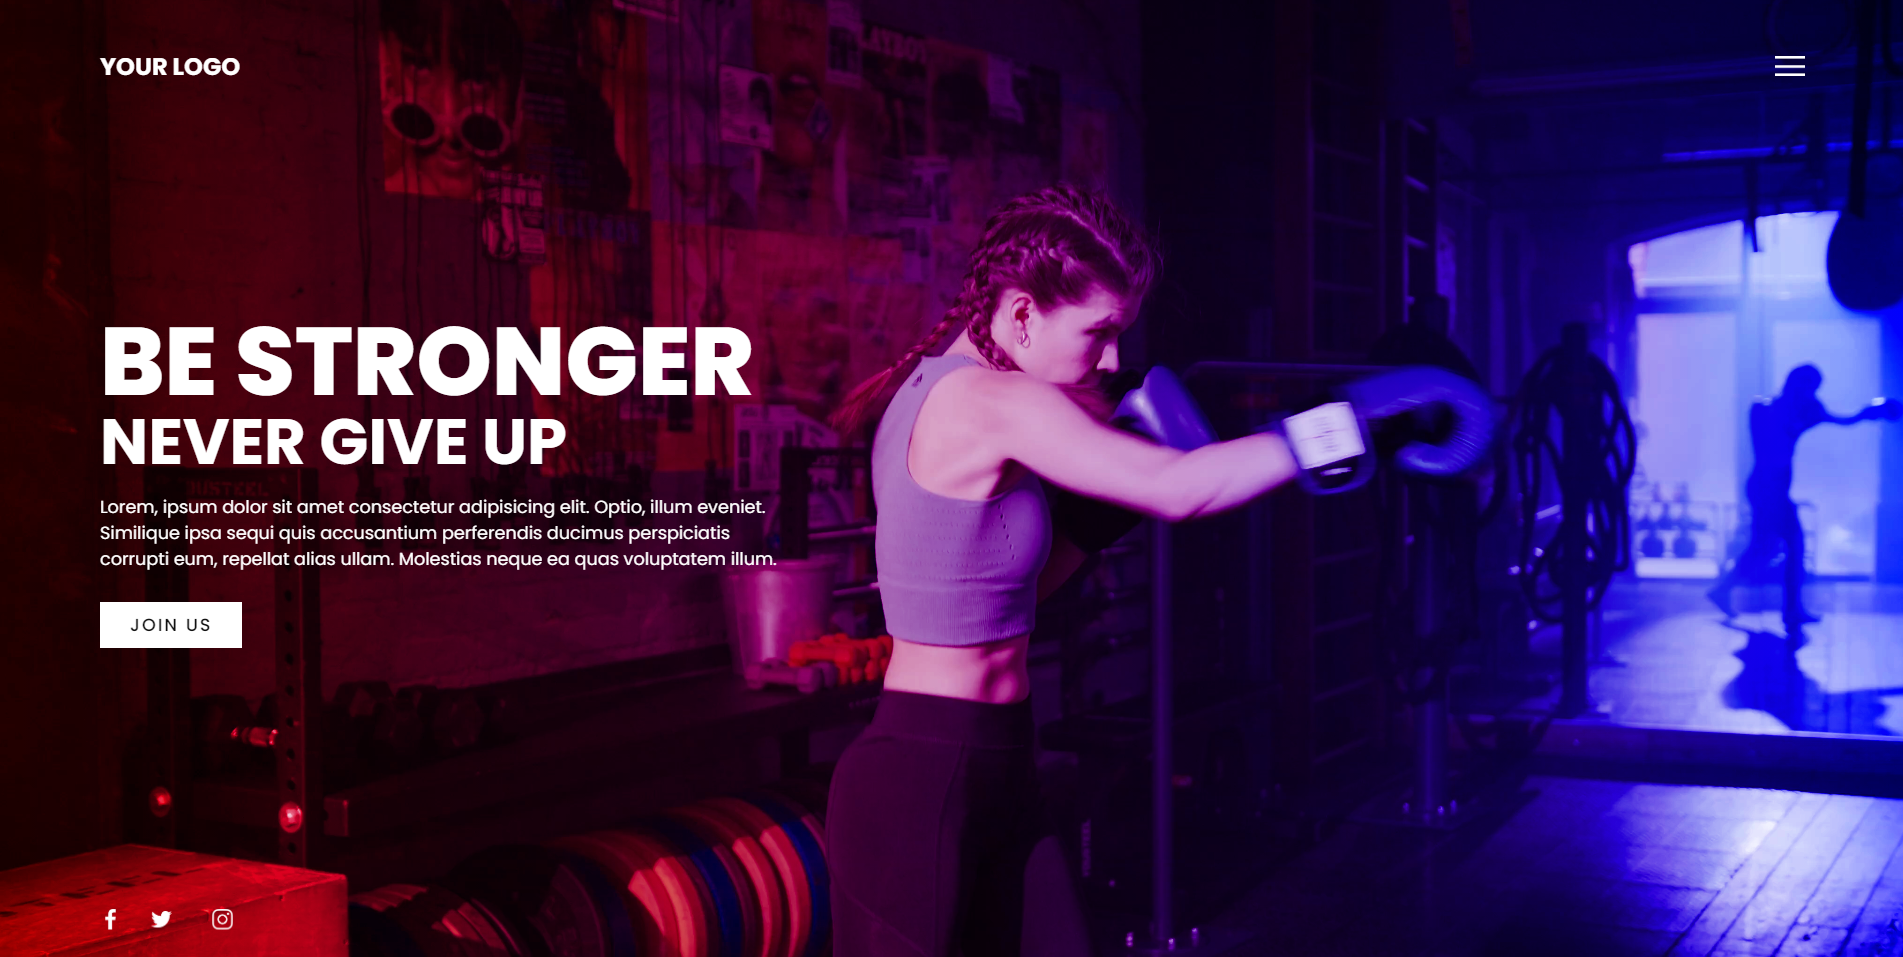 YOUR LOGO
BE STRONGER
NEVER GIVE UP
Lorem, ipsum dolor sit amet consectetur adipisicing elit. Optio, illum eveniet.
Similique ipsa sequi quis accusantium perferendis ducimus perspiciatis
corrupti eum, repellat alias ullam. Molestias neque ea quas voluptatem illum.
JOIN US